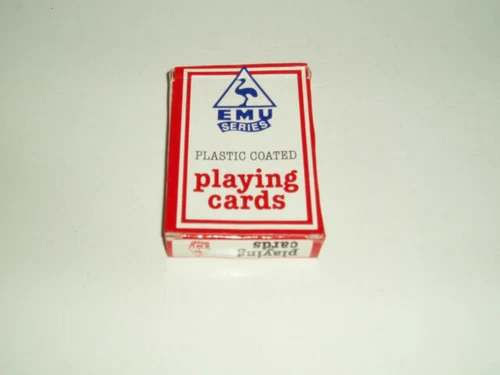 EMU
SERIES
PLASTIC COATED
playing
cards
playing
cards